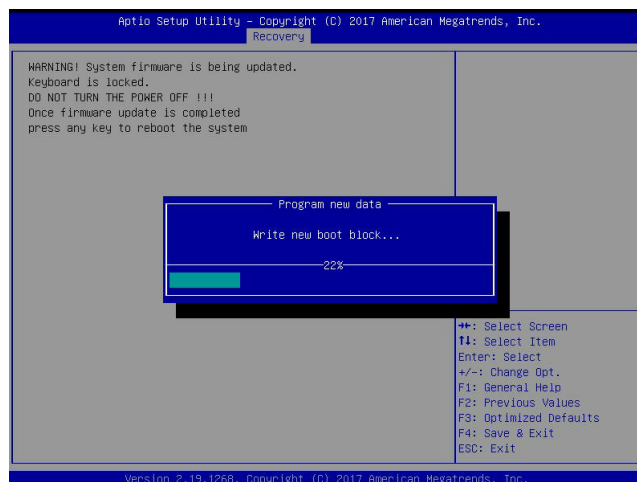 Aptio Setup Utility – Copyright (C) 2017 American Megatrends, Inc.
Recovery
WARNING! System firmware is being updated.
Keyboard is locked.
DO NOT TURN THE POWER OFF !!!
Once firmware update is completed
press any key to reboot the system
Program new data
Write new boot block...
22%
→←: Select Screen
↑↓: Select Item
Enter: Select
+/-: Change Opt.
F1: General Help
F2: Previous Values
F3: Optimized Defaults
F4: Save & Exit
ESC: Exit
Version 2.19.1268. Copyright (C) 2017 American Megatrends, Inc.